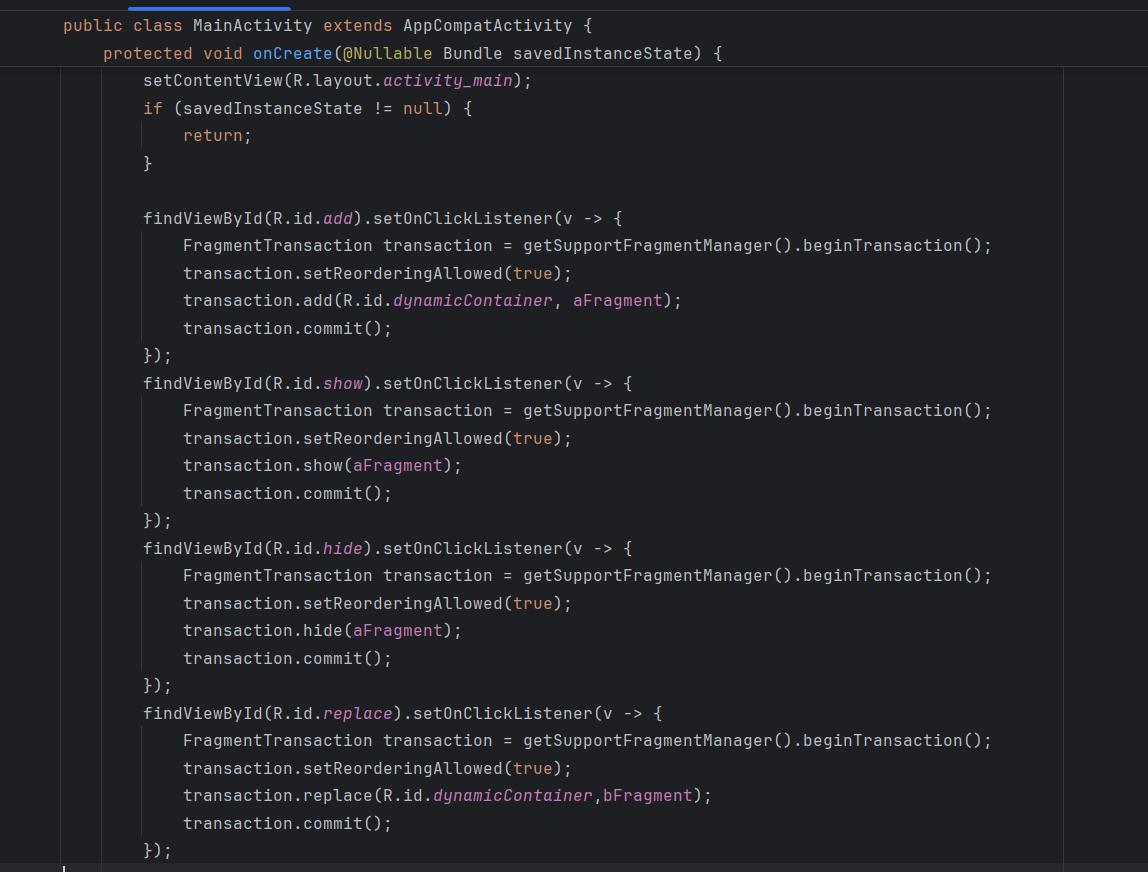 public class MainActivity extends AppCompatActivity {
    protected void onCreate(@Nullable Bundle savedInstanceState) {
        setContentView(R.layout.activity_main);
        if (savedInstanceState != null) {
            return;
        }

        findViewById(R.id.add).setOnClickListener(v -> {
            FragmentTransaction transaction = getSupportFragmentManager().beginTransaction();
            transaction.setReorderingAllowed(true);
            transaction.add(R.id.dynamicContainer, aFragment);
            transaction.commit();
        });
        findViewById(R.id.show).setOnClickListener(v -> {
            FragmentTransaction transaction = getSupportFragmentManager().beginTransaction();
            transaction.setReorderingAllowed(true);
            transaction.show(aFragment);
            transaction.commit();
        });
        findViewById(R.id.hide).setOnClickListener(v -> {
            FragmentTransaction transaction = getSupportFragmentManager().beginTransaction();
            transaction.setReorderingAllowed(true);
            transaction.hide(aFragment);
            transaction.commit();
        });
        findViewById(R.id.replace).setOnClickListener(v -> {
            FragmentTransaction transaction = getSupportFragmentManager().beginTransaction();
            transaction.setReorderingAllowed(true);
            transaction.replace(R.id.dynamicContainer,bFragment);
            transaction.commit();
        });